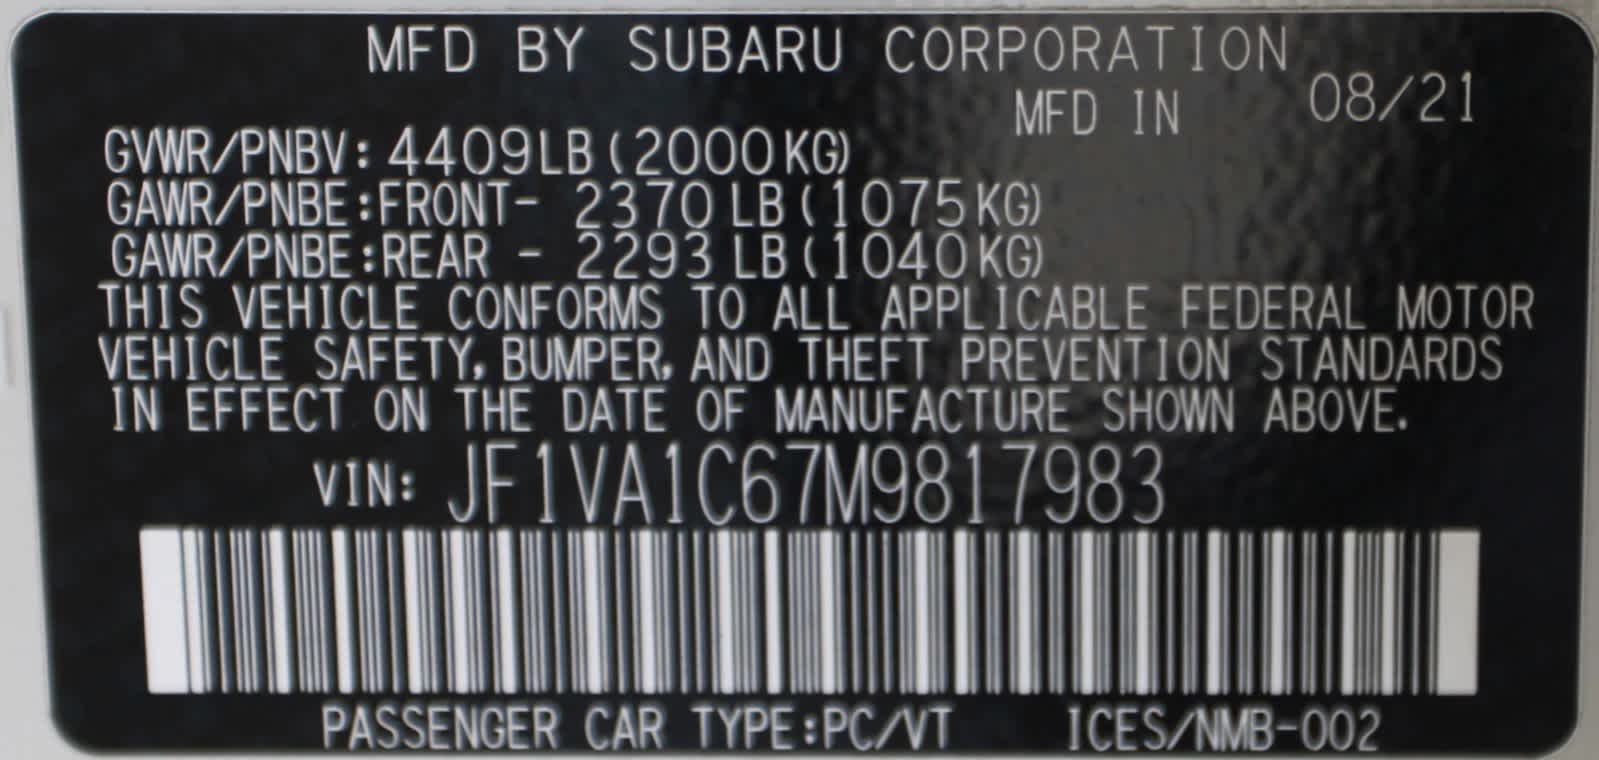 MFD BY SUBARU CORPORATION
MFD IN 08/21
GVWR/PNBV: 4409LB (2000KG)
GAWR/PNBE:FRONT- 2370 LB (1075KG)
GAWR/PNBE:REAR - 2293 LB (1040KG)
THIS VEHICLE CONFORMS TO ALL APPLICABLE FEDERAL MOTOR
VEHICLE SAFETY, BUMPER, AND THEFT PREVENTION STANDARDS
IN EFFECT ON THE DATE OF MANUFACTURE SHOWN ABOVE.
VIN: JF1VA1C67M9817983
PASSENGER CAR TYPE:PC/VT ICES/NMB-002